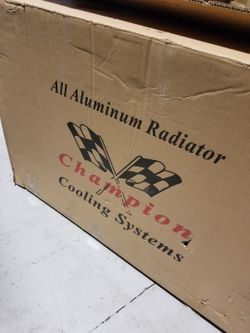 All Aluminum Radiator
Champion
Cooling Systems